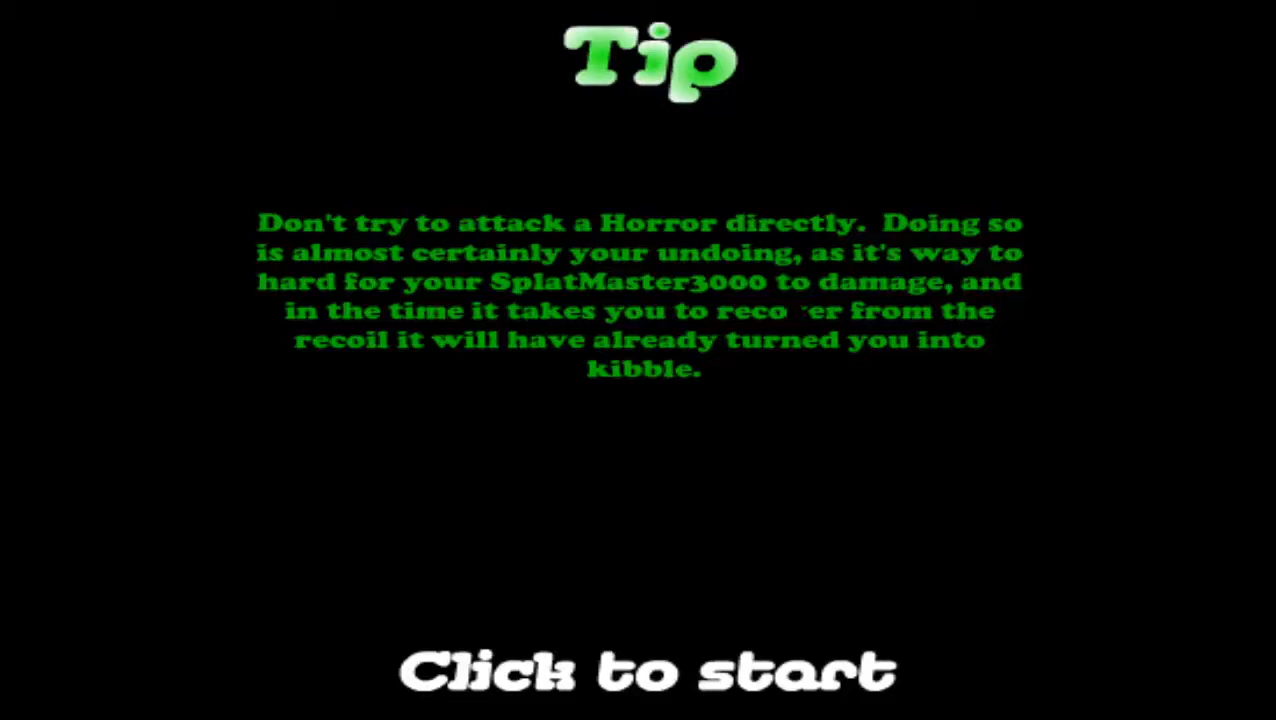 Tip
Don't try to attack a Horror directly.  Doing so
is almost certainly your undoing, as it's way to
hard for your SplatMaster3000 to damage, and
in the time it takes you to recover from the
recoil it will have already turned you into
kibble.
Click to start